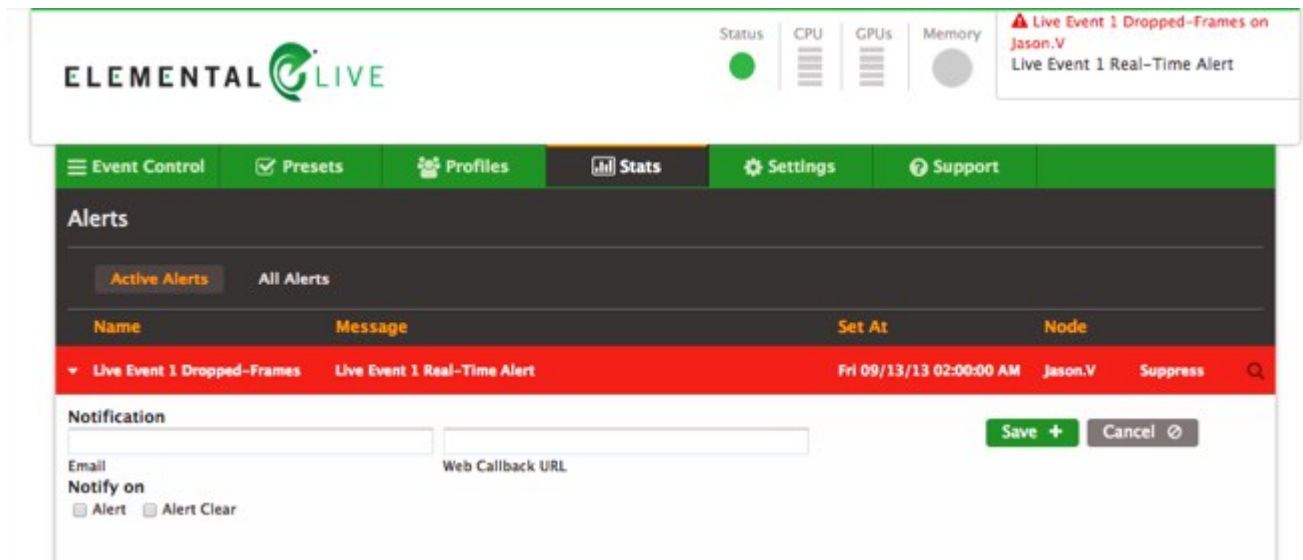 ELEMENTAL LIVE
Status CPU GPUs Memory
Live Event 1 Dropped-Frames on
Jason.V
Live Event 1 Real-Time Alert
Event Control Presets Profiles Stats Settings Support
Alerts
Active Alerts All Alerts
Name Message Set At Node
Live Event 1 Dropped-Frames Live Event 1 Real-Time Alert Fri 09/13/13 02:00:00 AM Jason.V Suppress
Notification
Save + Cancel
Email Web Callback URL
Notify on
Alert Alert Clear